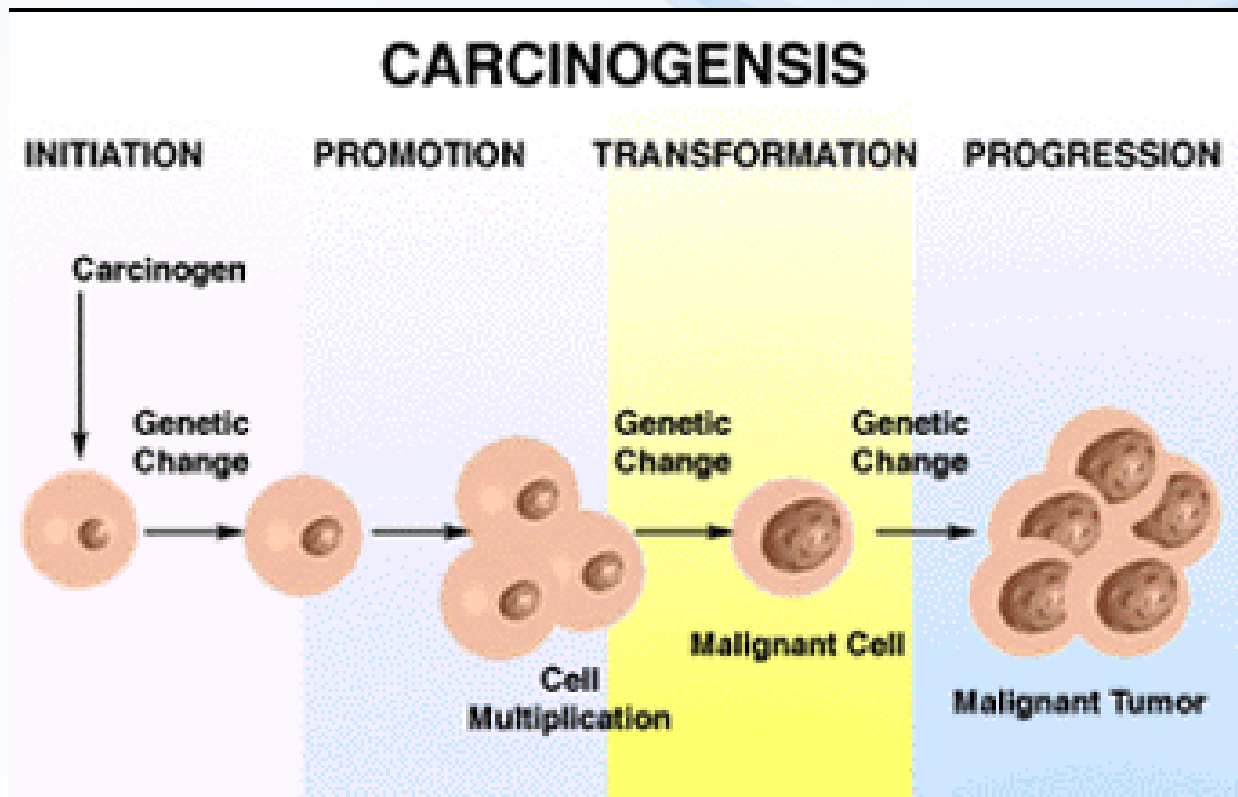 CARCINOGENSIS
INITIATION
PROMOTION
TRANSFORMATION
PROGRESSION
Carcinogen
Genetic
Change
Cell
Multiplication
Genetic
Change
Malignant Cell
Genetic
Change
Malignant Tumor